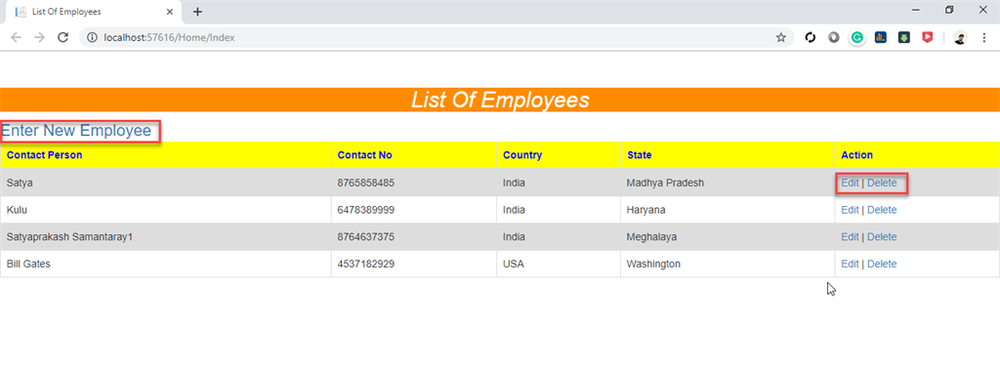 List Of Employees
localhost:57616/Home/Index
List Of Employees
Enter New Employee
Contact Person Contact No Country State Action
Satya 8765858485 India Madhya Pradesh Edit | Delete
Kulu 6478389999 India Haryana Edit | Delete
Satyaprakash Samantaray1 8764637375 India Meghalaya Edit | Delete
Bill Gates 4537182929 USA Washington Edit | Delete